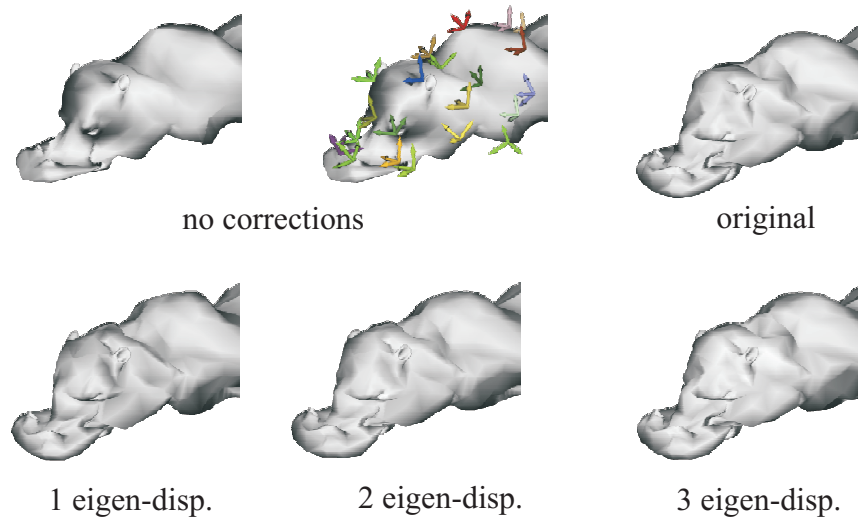 no corrections
original
1 eigen-disp.
2 eigen-disp.
3 eigen-disp.